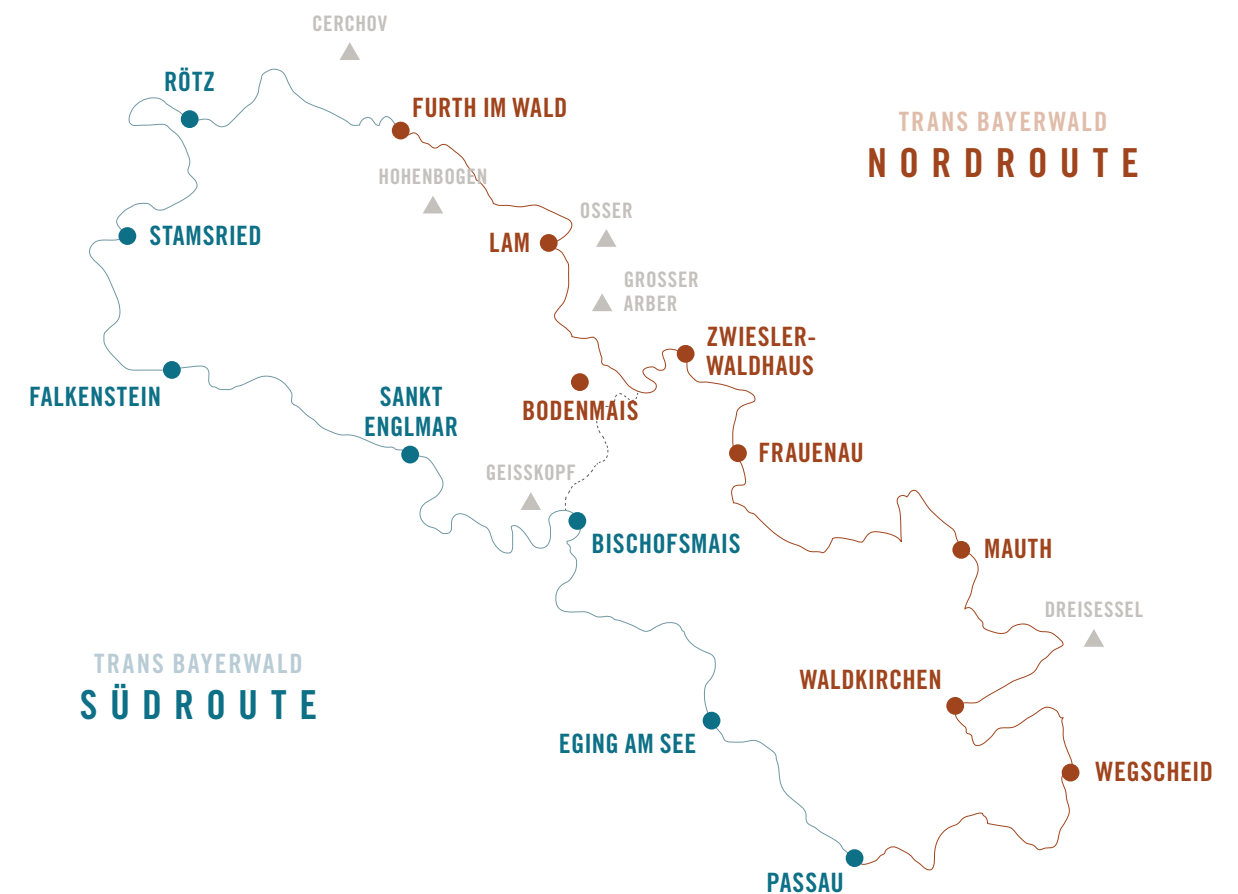 CERCHOV
RÖTZ
FURTH IM WALD
TRANS BAYERWALD
NORDROUTE
HOHENBOGEN
OSSER
STAMSRIED
LAM
GROSSER
ARBER
ZWIESLER-
WALDHAUS
FALKENSTEIN
SANKT
ENGLMAR
BODENMAIS
FRAUENAU
GEISSKOPF
BISCHOFSMAIS
MAUTH
DREISESSEL
TRANS BAYERWALD
SÜDROUTE
WALDKIRCHEN
EGING AM SEE
WEGSCHEID
PASSAU